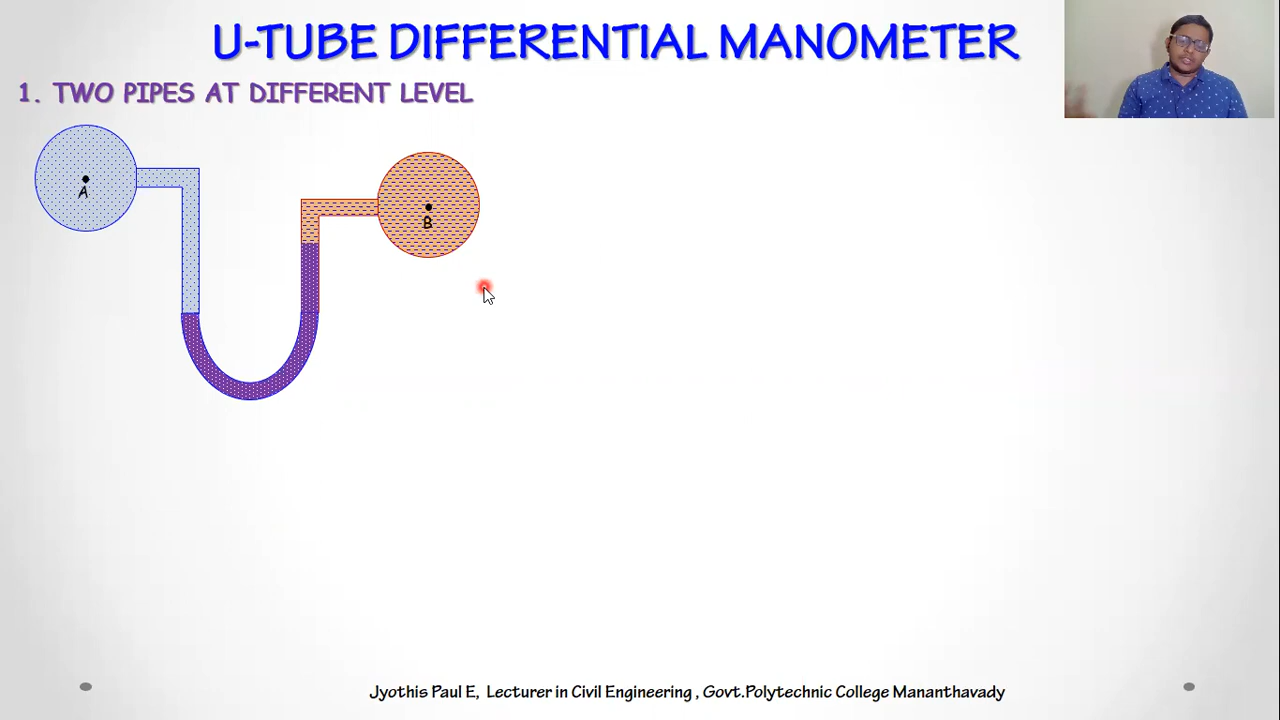 U-TUBE DIFFERENTIAL MANOMETER
1. TWO PIPES AT DIFFERENT LEVEL
A
B
Jyothis Paul E, Lecturer in Civil Engineering , Govt.Polytechnic College Mananthavady